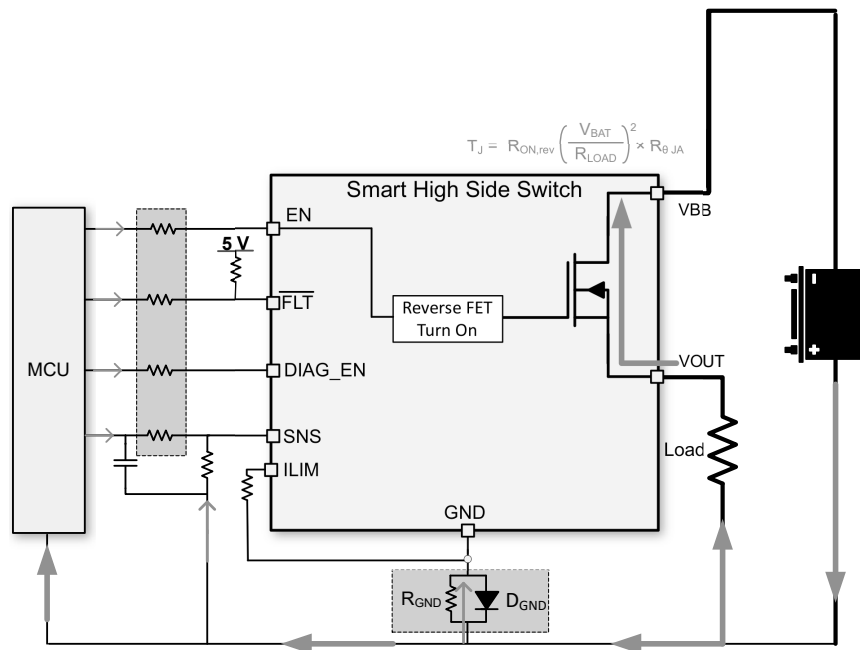 T_J = R_ON,rev (V_BAT / R_LOAD)^2 × R_θJA
Smart High Side Switch
EN
VBB
5 V
FLT
Reverse FET
Turn On
VOUT
MCU
DIAG_EN
SNS
Load
ILIM
GND
R_GND
D_GND
-
+